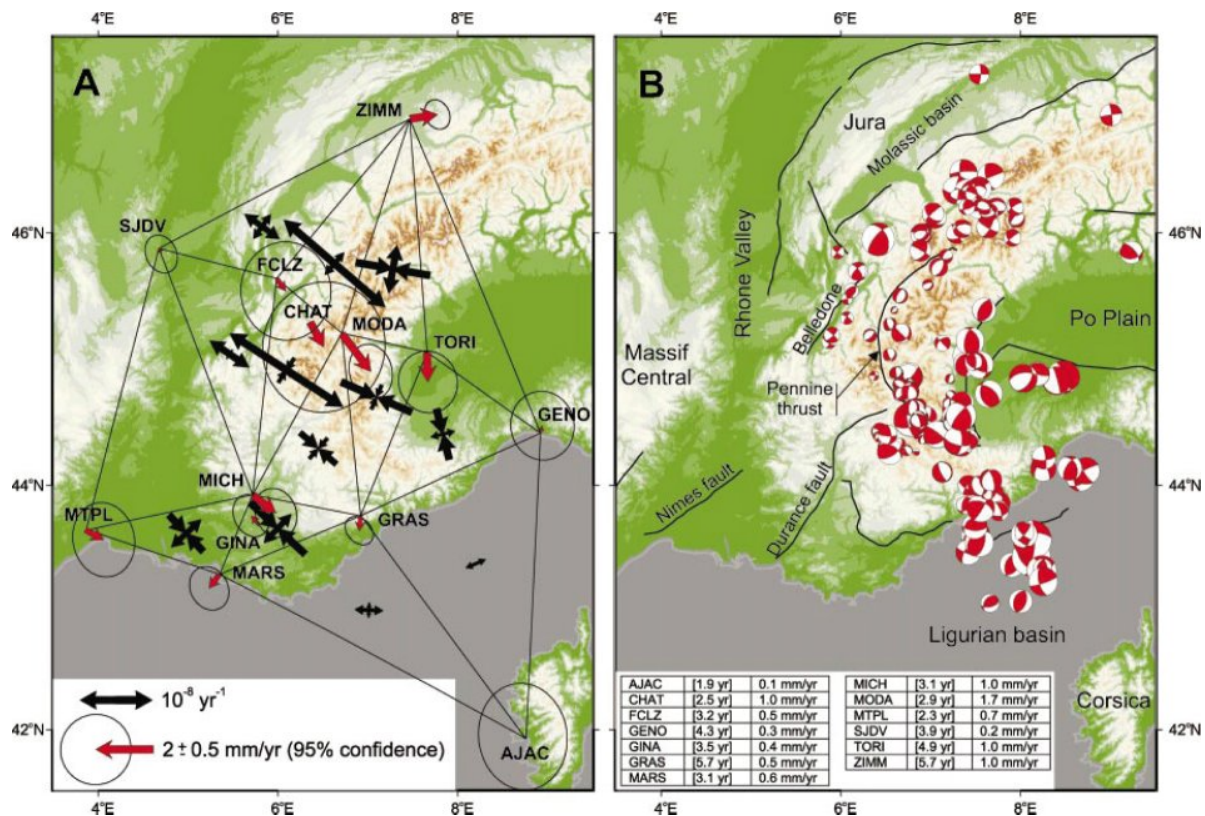 4°E
6°E
8°E
6°E
8°E
A
ZIMM
SJDV
46°N
FCLZ
CHAT
MODA
TORI
GENO
MICH
44°N
MTPL
GINA
GRAS
MARS
10⁻⁸ yr⁻¹
2 ± 0.5 mm/yr (95% confidence)
42°N
AJAC
4°E
6°E
8°E
B
Jura
Molassic basin
Rhone Valley
46°N
Belledone
Po Plain
Massif
Central
Pennine
thrust
Nimes fault
Durance fault
44°N
Ligurian basin
Corsica
AJAC [1.9 yr] 0.1 mm/yr MICH [3.1 yr] 1.0 mm/yr
CHAT [2.5 yr] 1.0 mm/yr MODA [2.9 yr] 1.7 mm/yr
FCLZ [3.2 yr] 0.5 mm/yr MTPL [2.3 yr] 0.7 mm/yr
GENO [4.3 yr] 0.3 mm/yr SJDV [3.9 yr] 0.2 mm/yr
GINA [3.5 yr] 0.4 mm/yr TORI [4.9 yr] 1.0 mm/yr
GRAS [5.7 yr] 0.5 mm/yr ZIMM [5.7 yr] 1.0 mm/yr
MARS [3.1 yr] 0.6 mm/yr
42°N
6°E
8°E